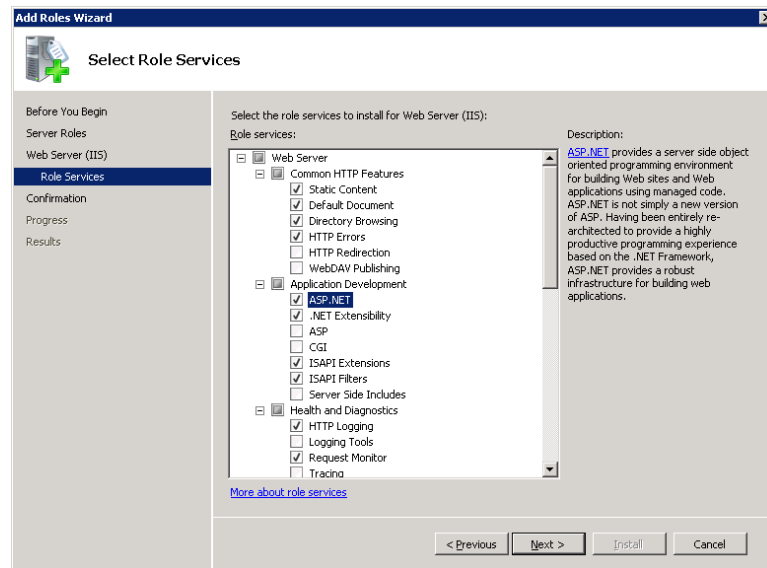 Add Roles Wizard
Select Role Services
Before You Begin
Server Roles
Web Server (IIS)
Role Services
Confirmation
Progress
Results
Select the role services to install for Web Server (IIS):
Role services:
Web Server
Common HTTP Features
Static Content
Default Document
Directory Browsing
HTTP Errors
HTTP Redirection
WebDAV Publishing
Application Development
ASP.NET
.NET Extensibility
ASP
CGI
ISAPI Extensions
ISAPI Filters
Server Side Includes
Health and Diagnostics
HTTP Logging
Logging Tools
Request Monitor
Tracing
More about role services
Description:
ASP.NET provides a server side object
oriented programming environment
for building Web sites and Web
applications using managed code.
ASP.NET is not simply a new version
of ASP. Having been entirely re-
architected to provide a highly
productive programming experience
based on the .NET Framework,
ASP.NET provides a robust
infrastructure for building web
applications.
< Previous
Next >
Install
Cancel